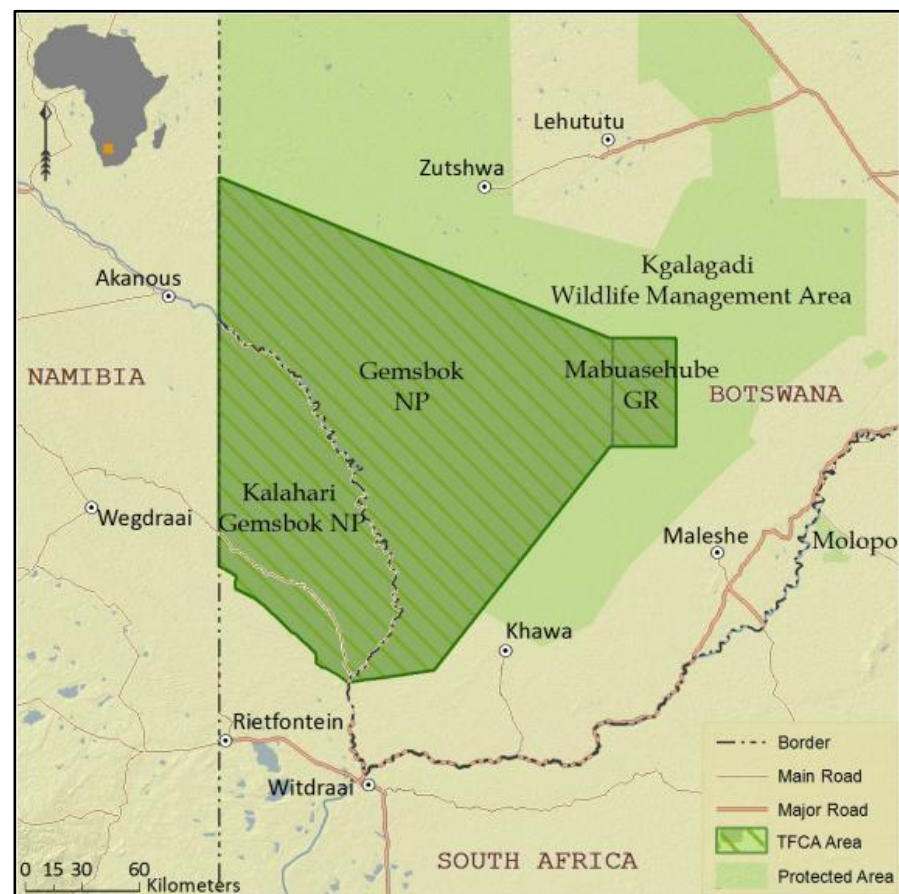 Lehututu
Zutshwa
Kgalagadi
Wildlife Management Area
Akanous
NAMIBIA
Gemsbok
NP
Mabuasehube
GR
BOTSWANA
Kalahari
Gemsbok NP
Wegdraai
Maleshe
Molopo
Khawa
Rietfontein
Witdraai
SOUTH AFRICA
Border
Main Road
Major Road
TFCA Area
Protected Area
0 15 30 60
Kilometers